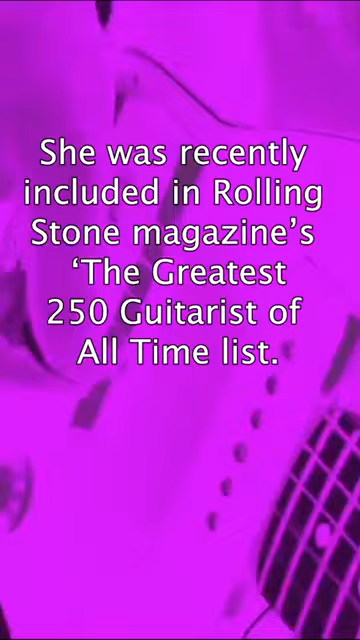 She was recently
included in Rolling
Stone magazine’s
‘The Greatest
250 Guitarist of
All Time list.